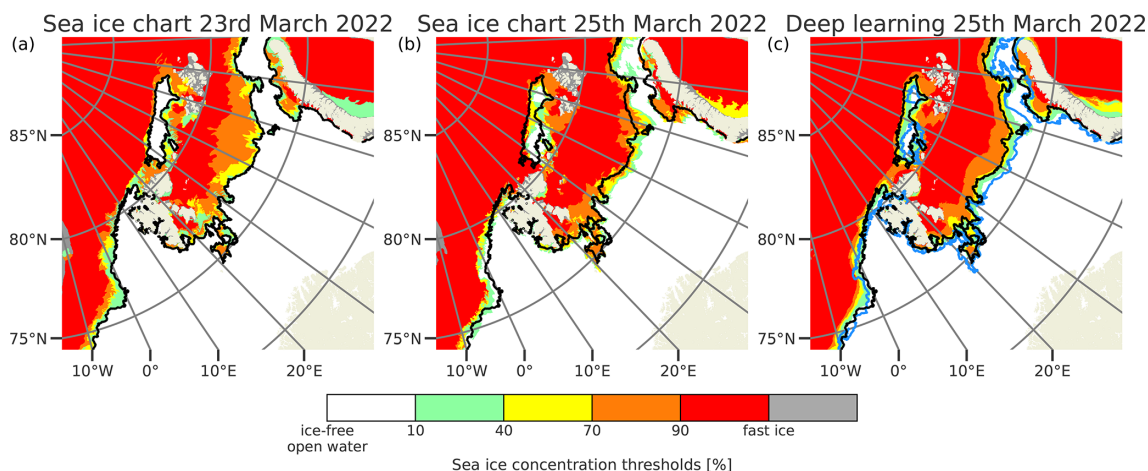 Sea ice chart 23rd March 2022
Sea ice chart 25th March 2022
Deep learning 25th March 2022
(a)
(b)
(c)
85°N
80°N
75°N
10°W 0° 10°E 20°E
85°N
80°N
75°N
10°W 0° 10°E 20°E
85°N
80°N
75°N
10°W 0° 10°E 20°E
ice-free
open water
10 40 70 90 fast ice
Sea ice concentration thresholds [%]